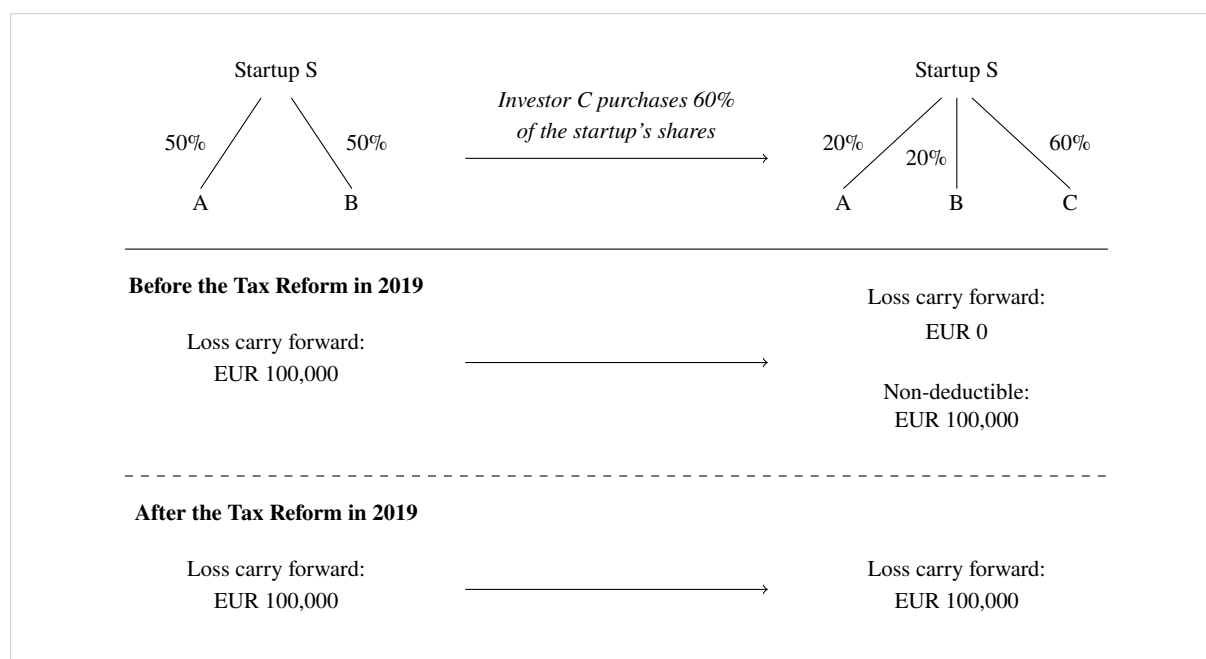 Startup S
Startup S
Investor C purchases 60%
of the startup's shares
50%
50%
20%
20%
60%
A
B
A
B
C
Before the Tax Reform in 2019
Loss carry forward:
EUR 100,000
Loss carry forward:
EUR 0
Non-deductible:
EUR 100,000
After the Tax Reform in 2019
Loss carry forward:
EUR 100,000
Loss carry forward:
EUR 100,000